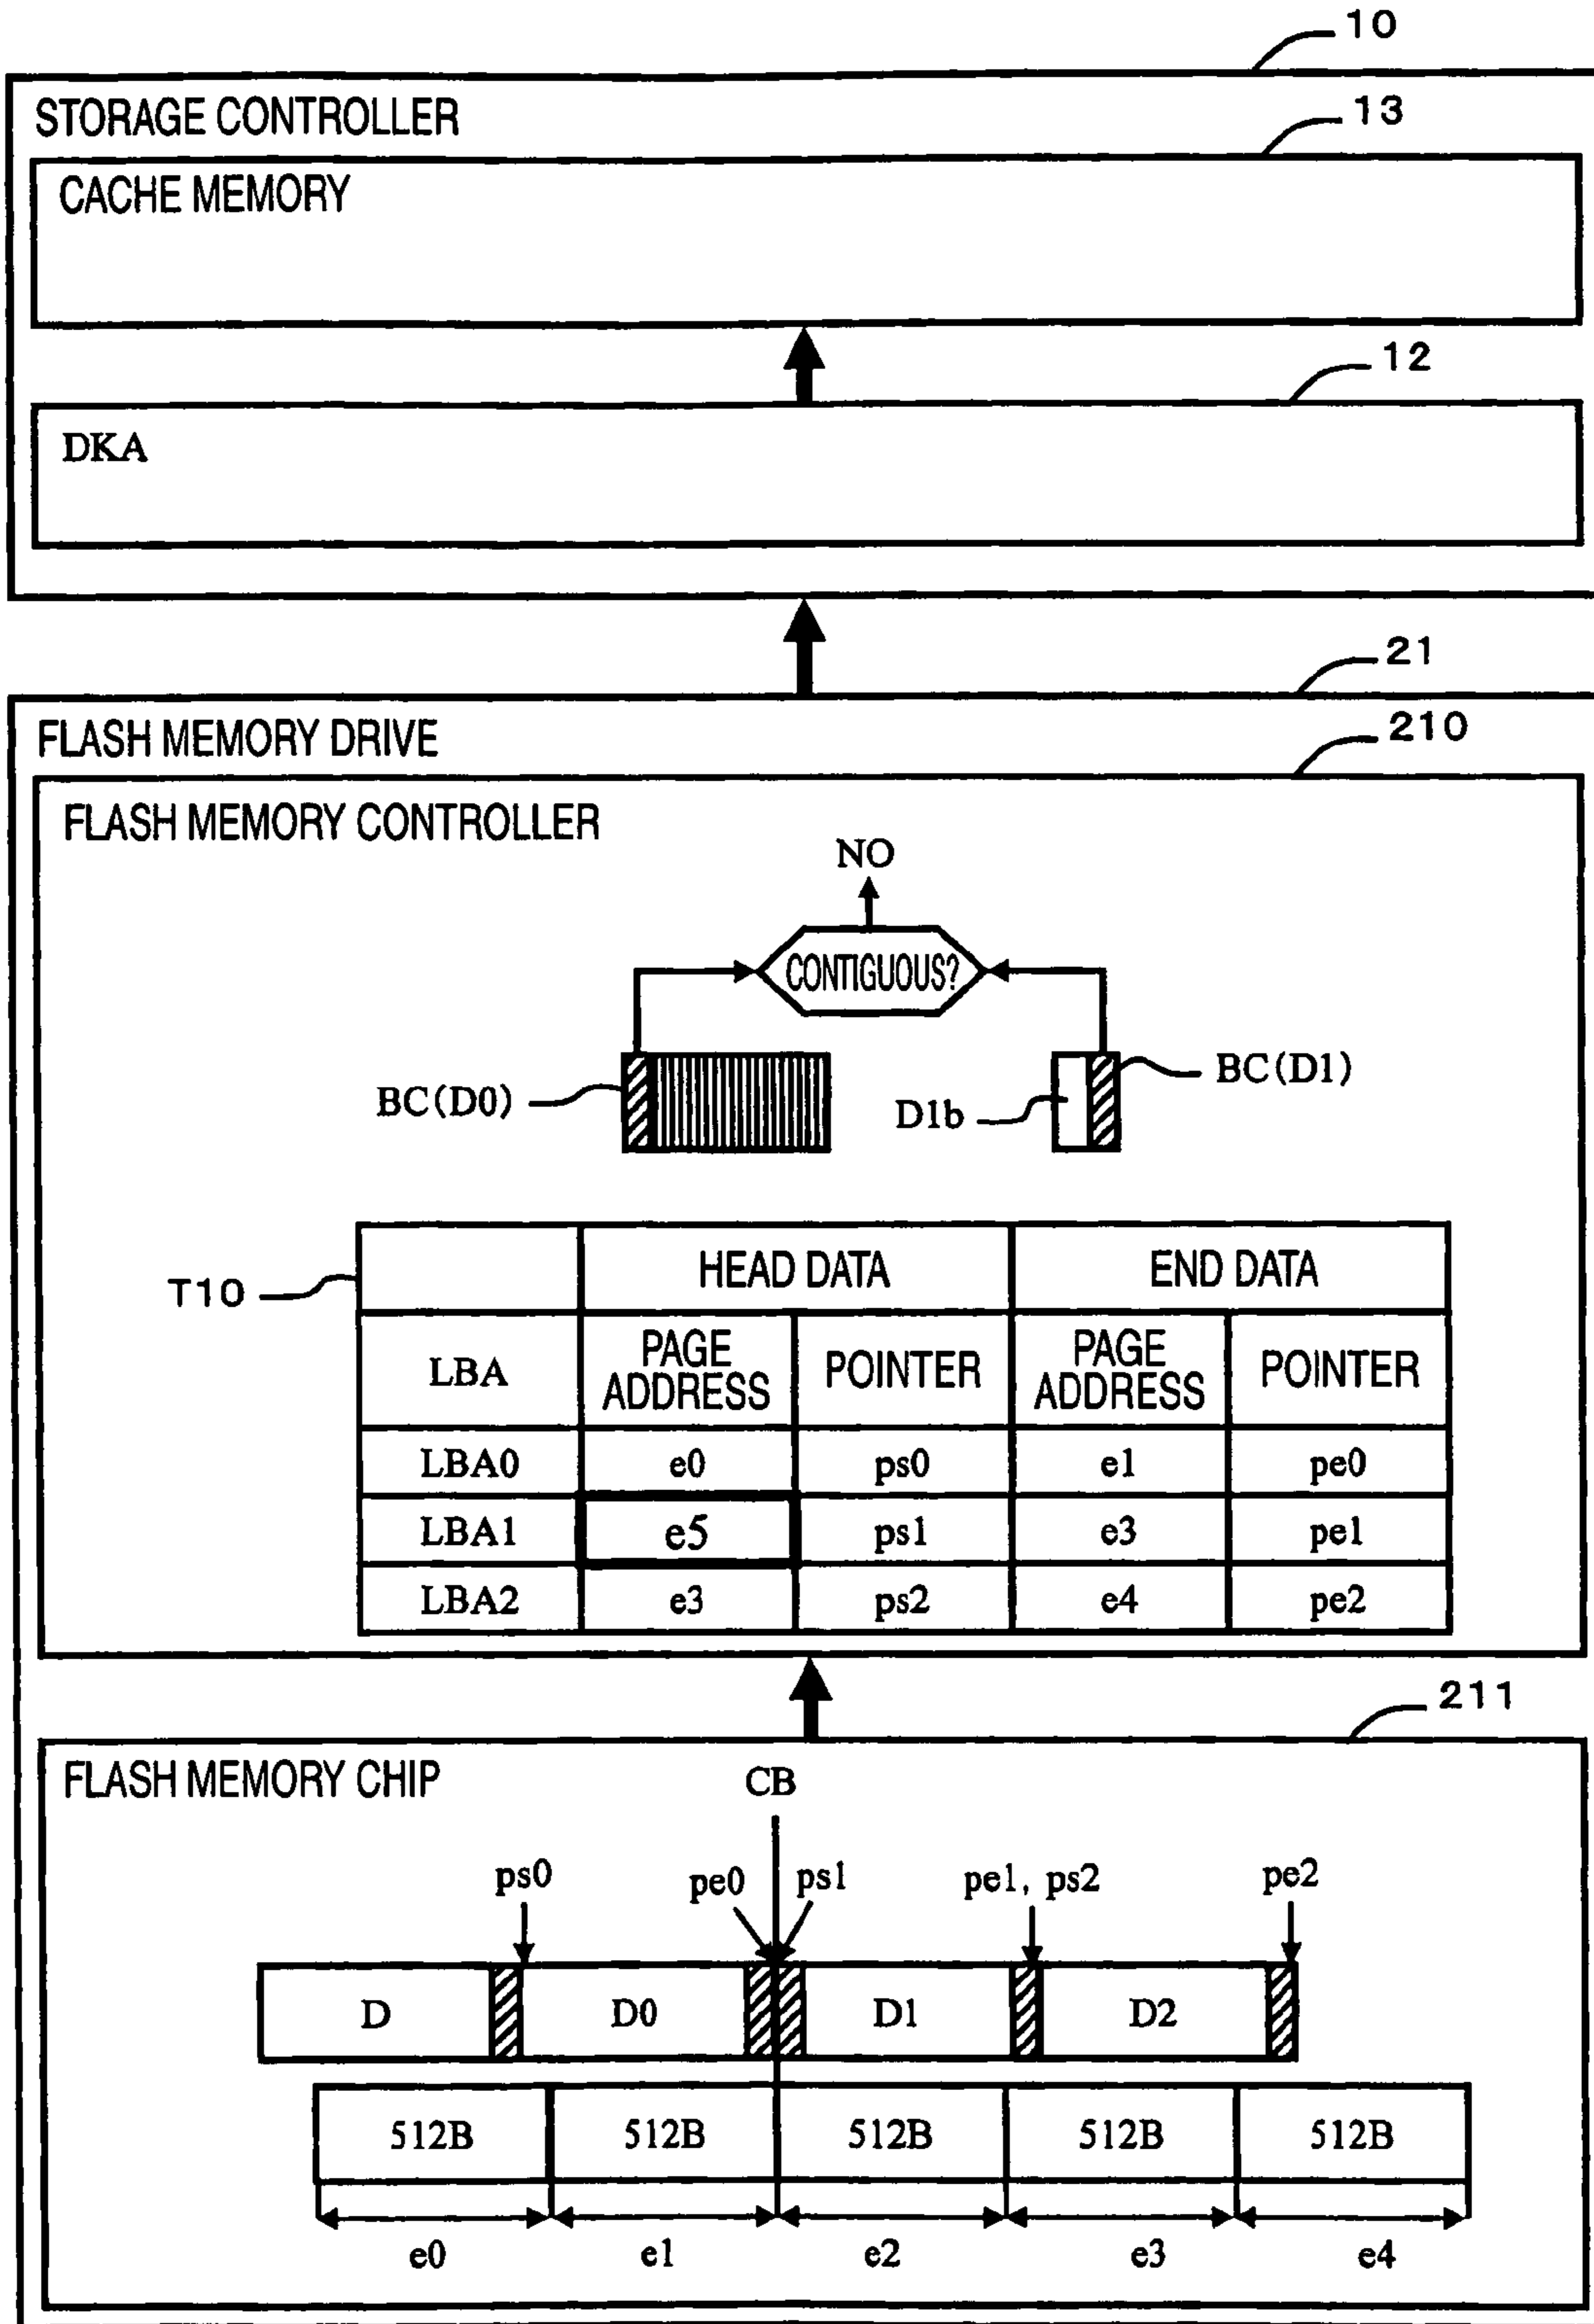 10
STORAGE CONTROLLER
13
CACHE MEMORY
12
DKA
21
FLASH MEMORY DRIVE
210
FLASH MEMORY CONTROLLER
NO
CONTIGUOUS?
BC(D0)
D1b
BC(D1)
T10
HEAD DATA
END DATA
LBA
PAGE ADDRESS
POINTER
PAGE ADDRESS
POINTER
LBA0 e0 ps0 e1 pe0
LBA1 e5 ps1 e3 pe1
LBA2 e3 ps2 e4 pe2
211
FLASH MEMORY CHIP
CB
ps0 pe0 ps1 pe1, ps2 pe2
D D0 D1 D2
512B 512B 512B 512B 512B
e0 e1 e2 e3 e4